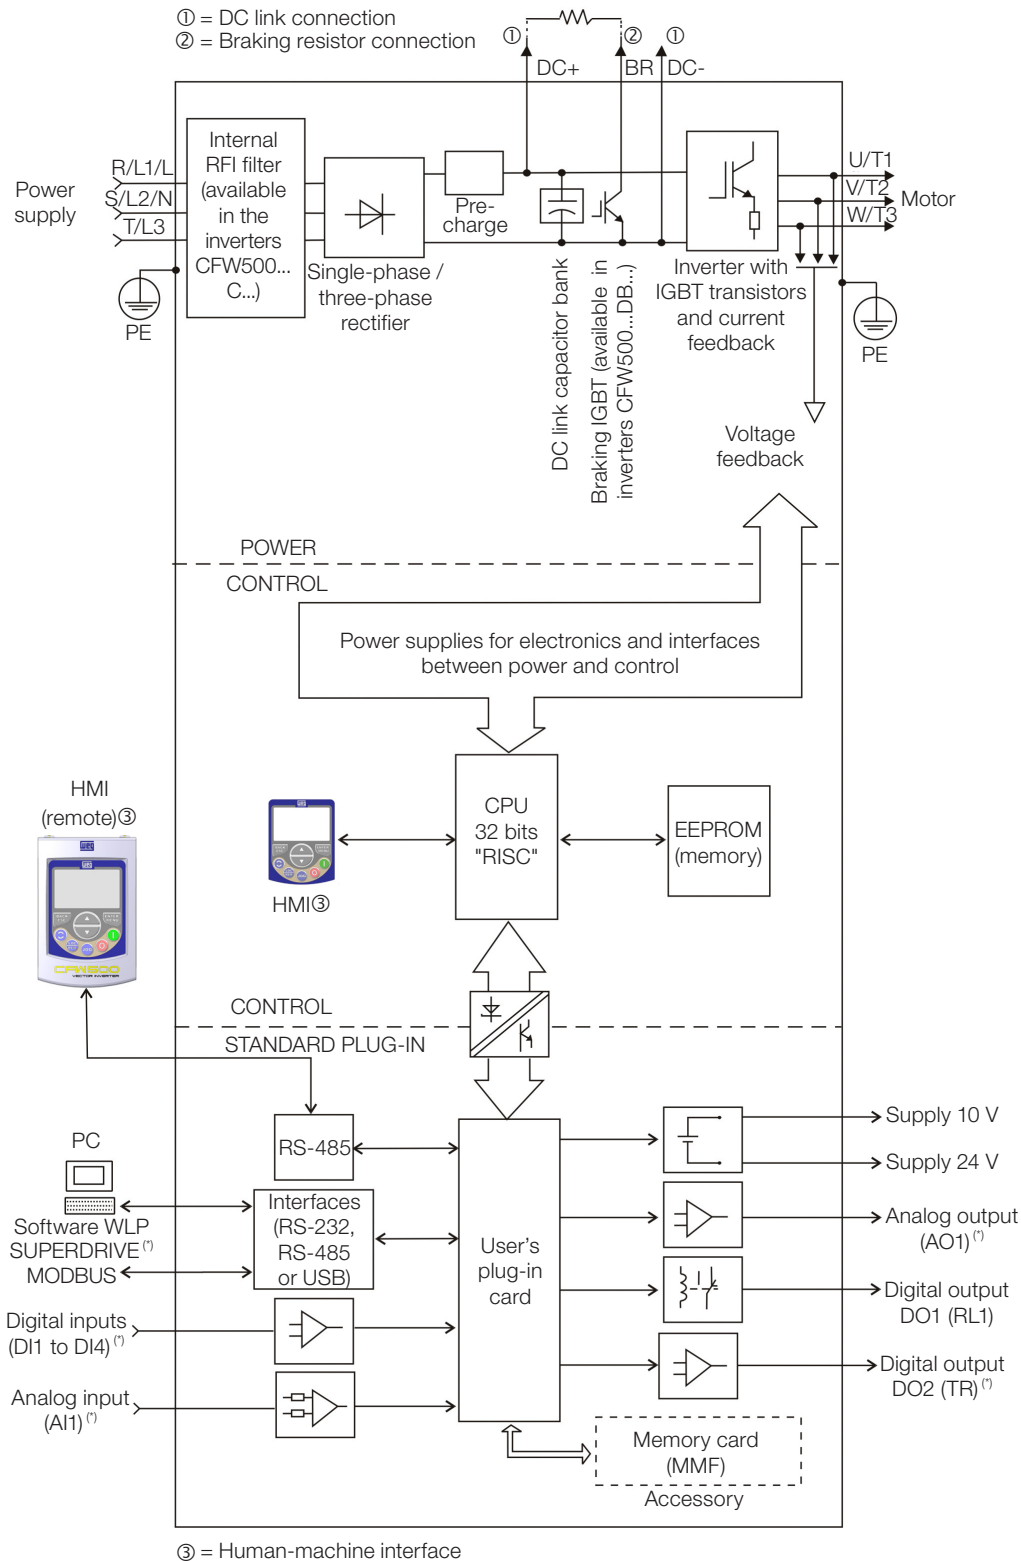 ① = DC link connection
② = Braking resistor connection
① ② ①
DC+ BR DC-
Power
supply
R/L1/L
S/L2/N
T/L3
PE
Internal
RFI filter
(available
in the
inverters
CFW500...
C...)
Single-phase /
three-phase
rectifier
Pre-
charge
DC link capacitor bank
Braking IGBT (available in
inverters CFW500...DB...)
Inverter with
IGBT transistors
and current
feedback
U/T1
V/T2
W/T3
Motor
PE
Voltage
feedback
POWER
CONTROL
Power supplies for electronics and interfaces
between power and control
HMI
(remote)③
WEG
CFW500
VECTOR INVERTER
WEG
HMI③
CPU
32 bits
"RISC"
EEPROM
(memory)
CONTROL
STANDARD PLUG-IN
RS-485
PC
Software WLP
SUPERDRIVE (*)
MODBUS
Interfaces
(RS-232,
RS-485
or USB)
Digital inputs
(DI1 to DI4) (*)
Analog input
(AI1) (*)
User's
plug-in
card
Supply 10 V
Supply 24 V
Analog output
(AO1) (*)
Digital output
DO1 (RL1)
Digital output
DO2 (TR) (*)
Memory card
(MMF)
Accessory
③ = Human-machine interface